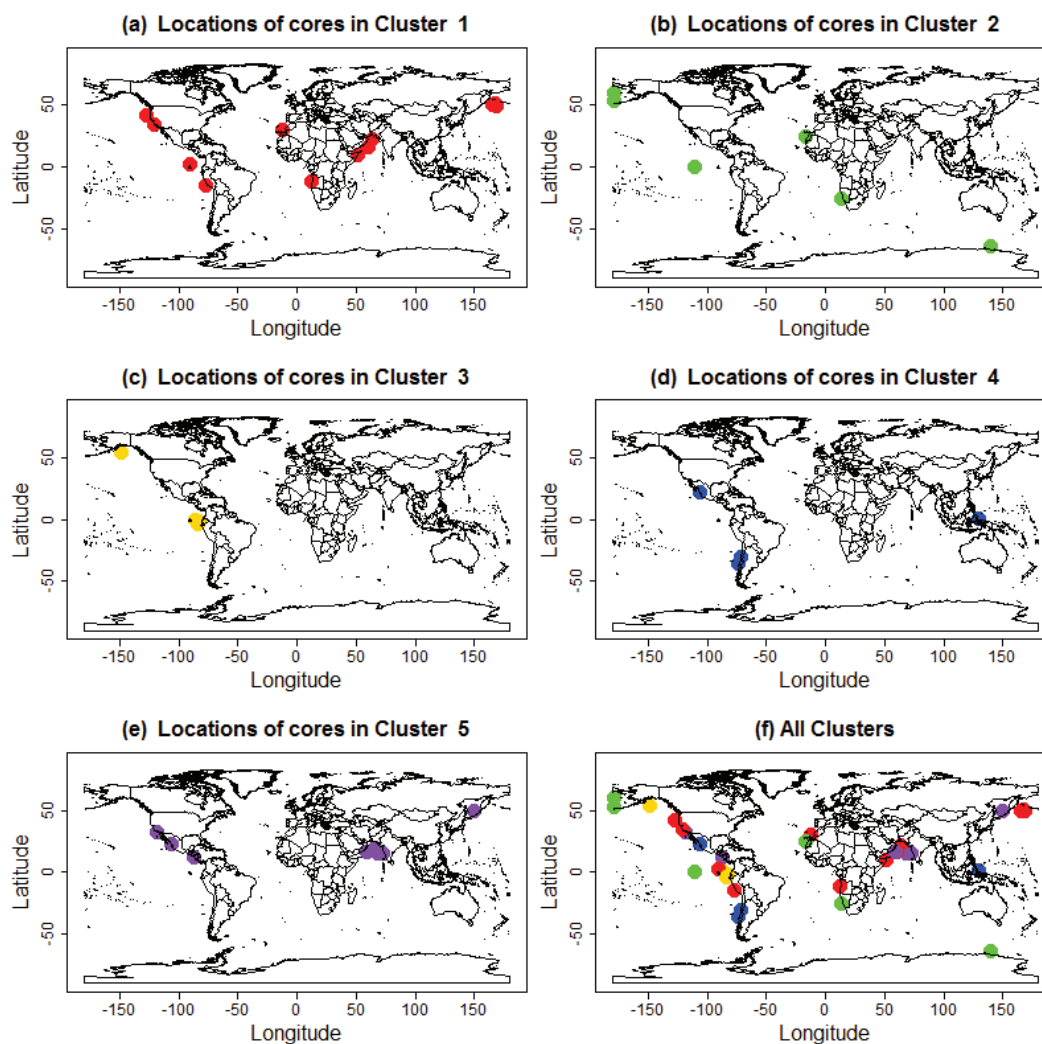 (a) Locations of cores in Cluster 1
(b) Locations of cores in Cluster 2
Latitude
50
0
-50
-150 -100 -50 0 50 100 150
Longitude
Latitude
50
0
-50
-150 -100 -50 0 50 100 150
Longitude
(c) Locations of cores in Cluster 3
(d) Locations of cores in Cluster 4
Latitude
50
0
-50
-150 -100 -50 0 50 100 150
Longitude
Latitude
50
0
-50
-150 -100 -50 0 50 100 150
Longitude
(e) Locations of cores in Cluster 5
(f) All Clusters
Latitude
50
0
-50
-150 -100 -50 0 50 100 150
Longitude
Latitude
50
0
-50
-150 -100 -50 0 50 100 150
Longitude